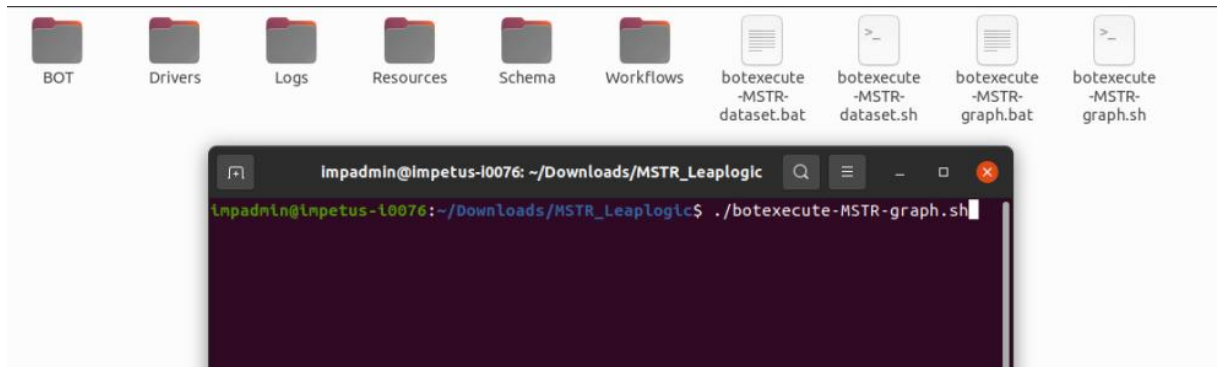 BOT
Drivers
Logs
Resources
Schema
Workflows
botexecute
-MSTR-
dataset.bat
botexecute
-MSTR-
dataset.sh
botexecute
-MSTR-
graph.bat
botexecute
-MSTR-
graph.sh
impadmin@impetus-i0076: ~/Downloads/MSTR_Leaplogic
impadmin@impetus-i0076:~/Downloads/MSTR_Leaplogic$ ./botexecute-MSTR-graph.sh